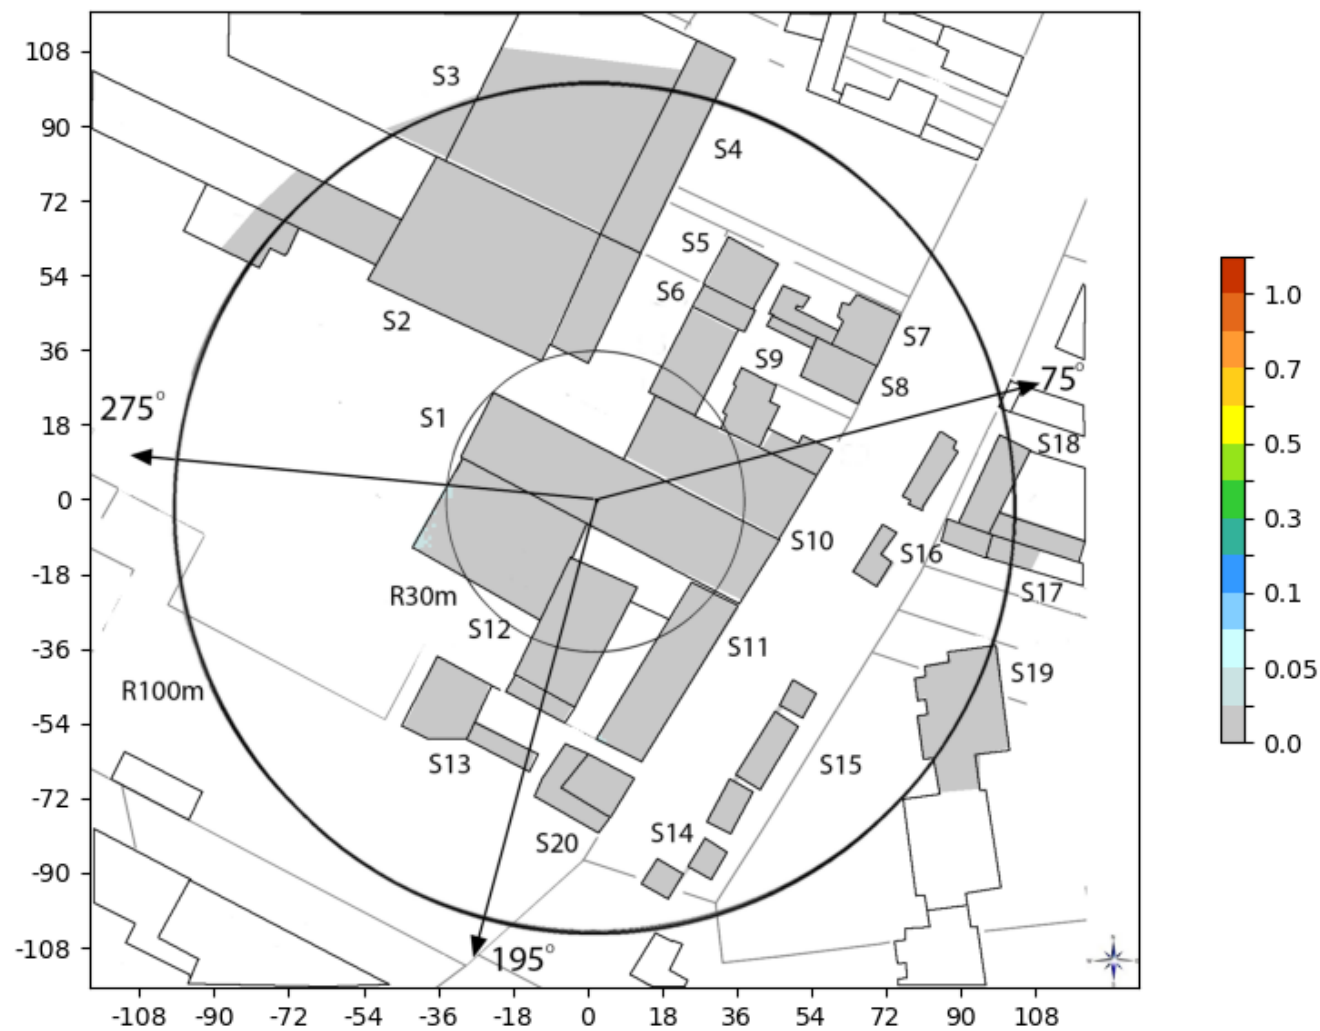 108
90
72
54
36
18
0
-18
-36
-54
-72
-90
-108
S3
S4
S5
S6
S2
S7
S9
S8
75°
275°
S1
S18
S10
S16
S17
R30m
S12
S11
S19
R100m
S13
S15
S14
S20
195°
-108 -90 -72 -54 -36 -18 0 18 36 54 72 90 108
1.0
0.7
0.5
0.3
0.1
0.05
0.0